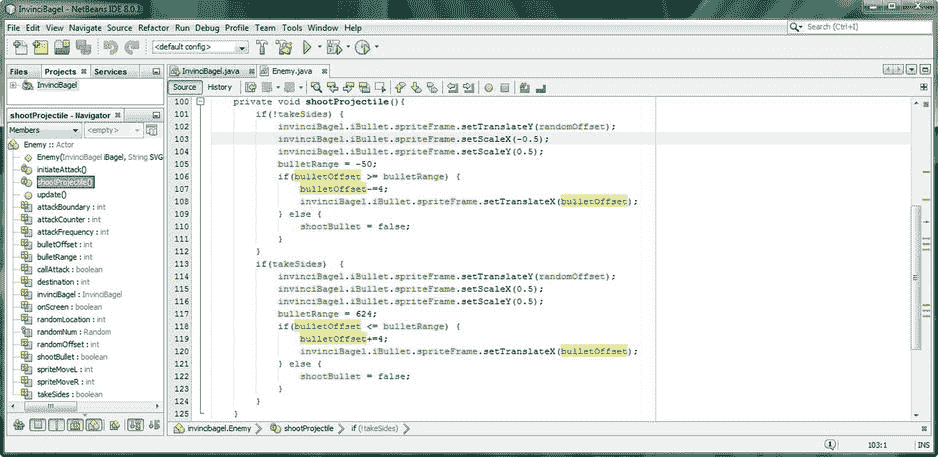 InvinciBagel - NetBeans IDE 8.0.1
File Edit View Navigate Source Refactor Run Debug Profile Team Tools Window Help
Search (Ctrl+I)
<default config>
Files Projects Services
InvinciBagel
InvinciBagel.java Enemy.java
Source History
shootProjectile - Navigator
Members <empty>
Enemy :: Actor
Enemy(InvinciBagel iBagel, String SVG
initiateAttack()
shootProjectile()
update()
attackBoundary : int
attackCounter : int
attackFrequency : int
bulletOffset : int
bulletRange : int
callAttack : boolean
destination : int
invinciBagel : InvinciBagel
onScreen : boolean
randomLocation : int
randomNum : Random
randomOffset : int
shootBullet : boolean
spriteMoveL : int
spriteMoveR : int
takeSides : boolean
100 private void shootProjectile(){
101 if(!takeSides) {
102 invinciBagel.iBullet.spriteFrame.setTranslateY(randomOffset);
103 invinciBagel.iBullet.spriteFrame.setScaleX(-0.5);
104 invinciBagel.iBullet.spriteFrame.setScaleY(0.5);
105 bulletRange = -50;
106 if(bulletOffset >= bulletRange) {
107 bulletOffset-=4;
108 invinciBagel.iBullet.spriteFrame.setTranslateX(bulletOffset);
109 } else {
110 shootBullet = false;
111 }
112 }
113 if(takeSides) {
114 invinciBagel.iBullet.spriteFrame.setTranslateY(randomOffset);
115 invinciBagel.iBullet.spriteFrame.setScaleX(0.5);
116 invinciBagel.iBullet.spriteFrame.setScaleY(0.5);
117 bulletRange = 624;
118 if(bulletOffset <= bulletRange) {
119 bulletOffset+=4;
120 invinciBagel.iBullet.spriteFrame.setTranslateX(bulletOffset);
121 } else {
122 shootBullet = false;
123 }
124 }
125 }
invincibagel.Enemy shootProjectile if (!takeSides)
103:1 INS